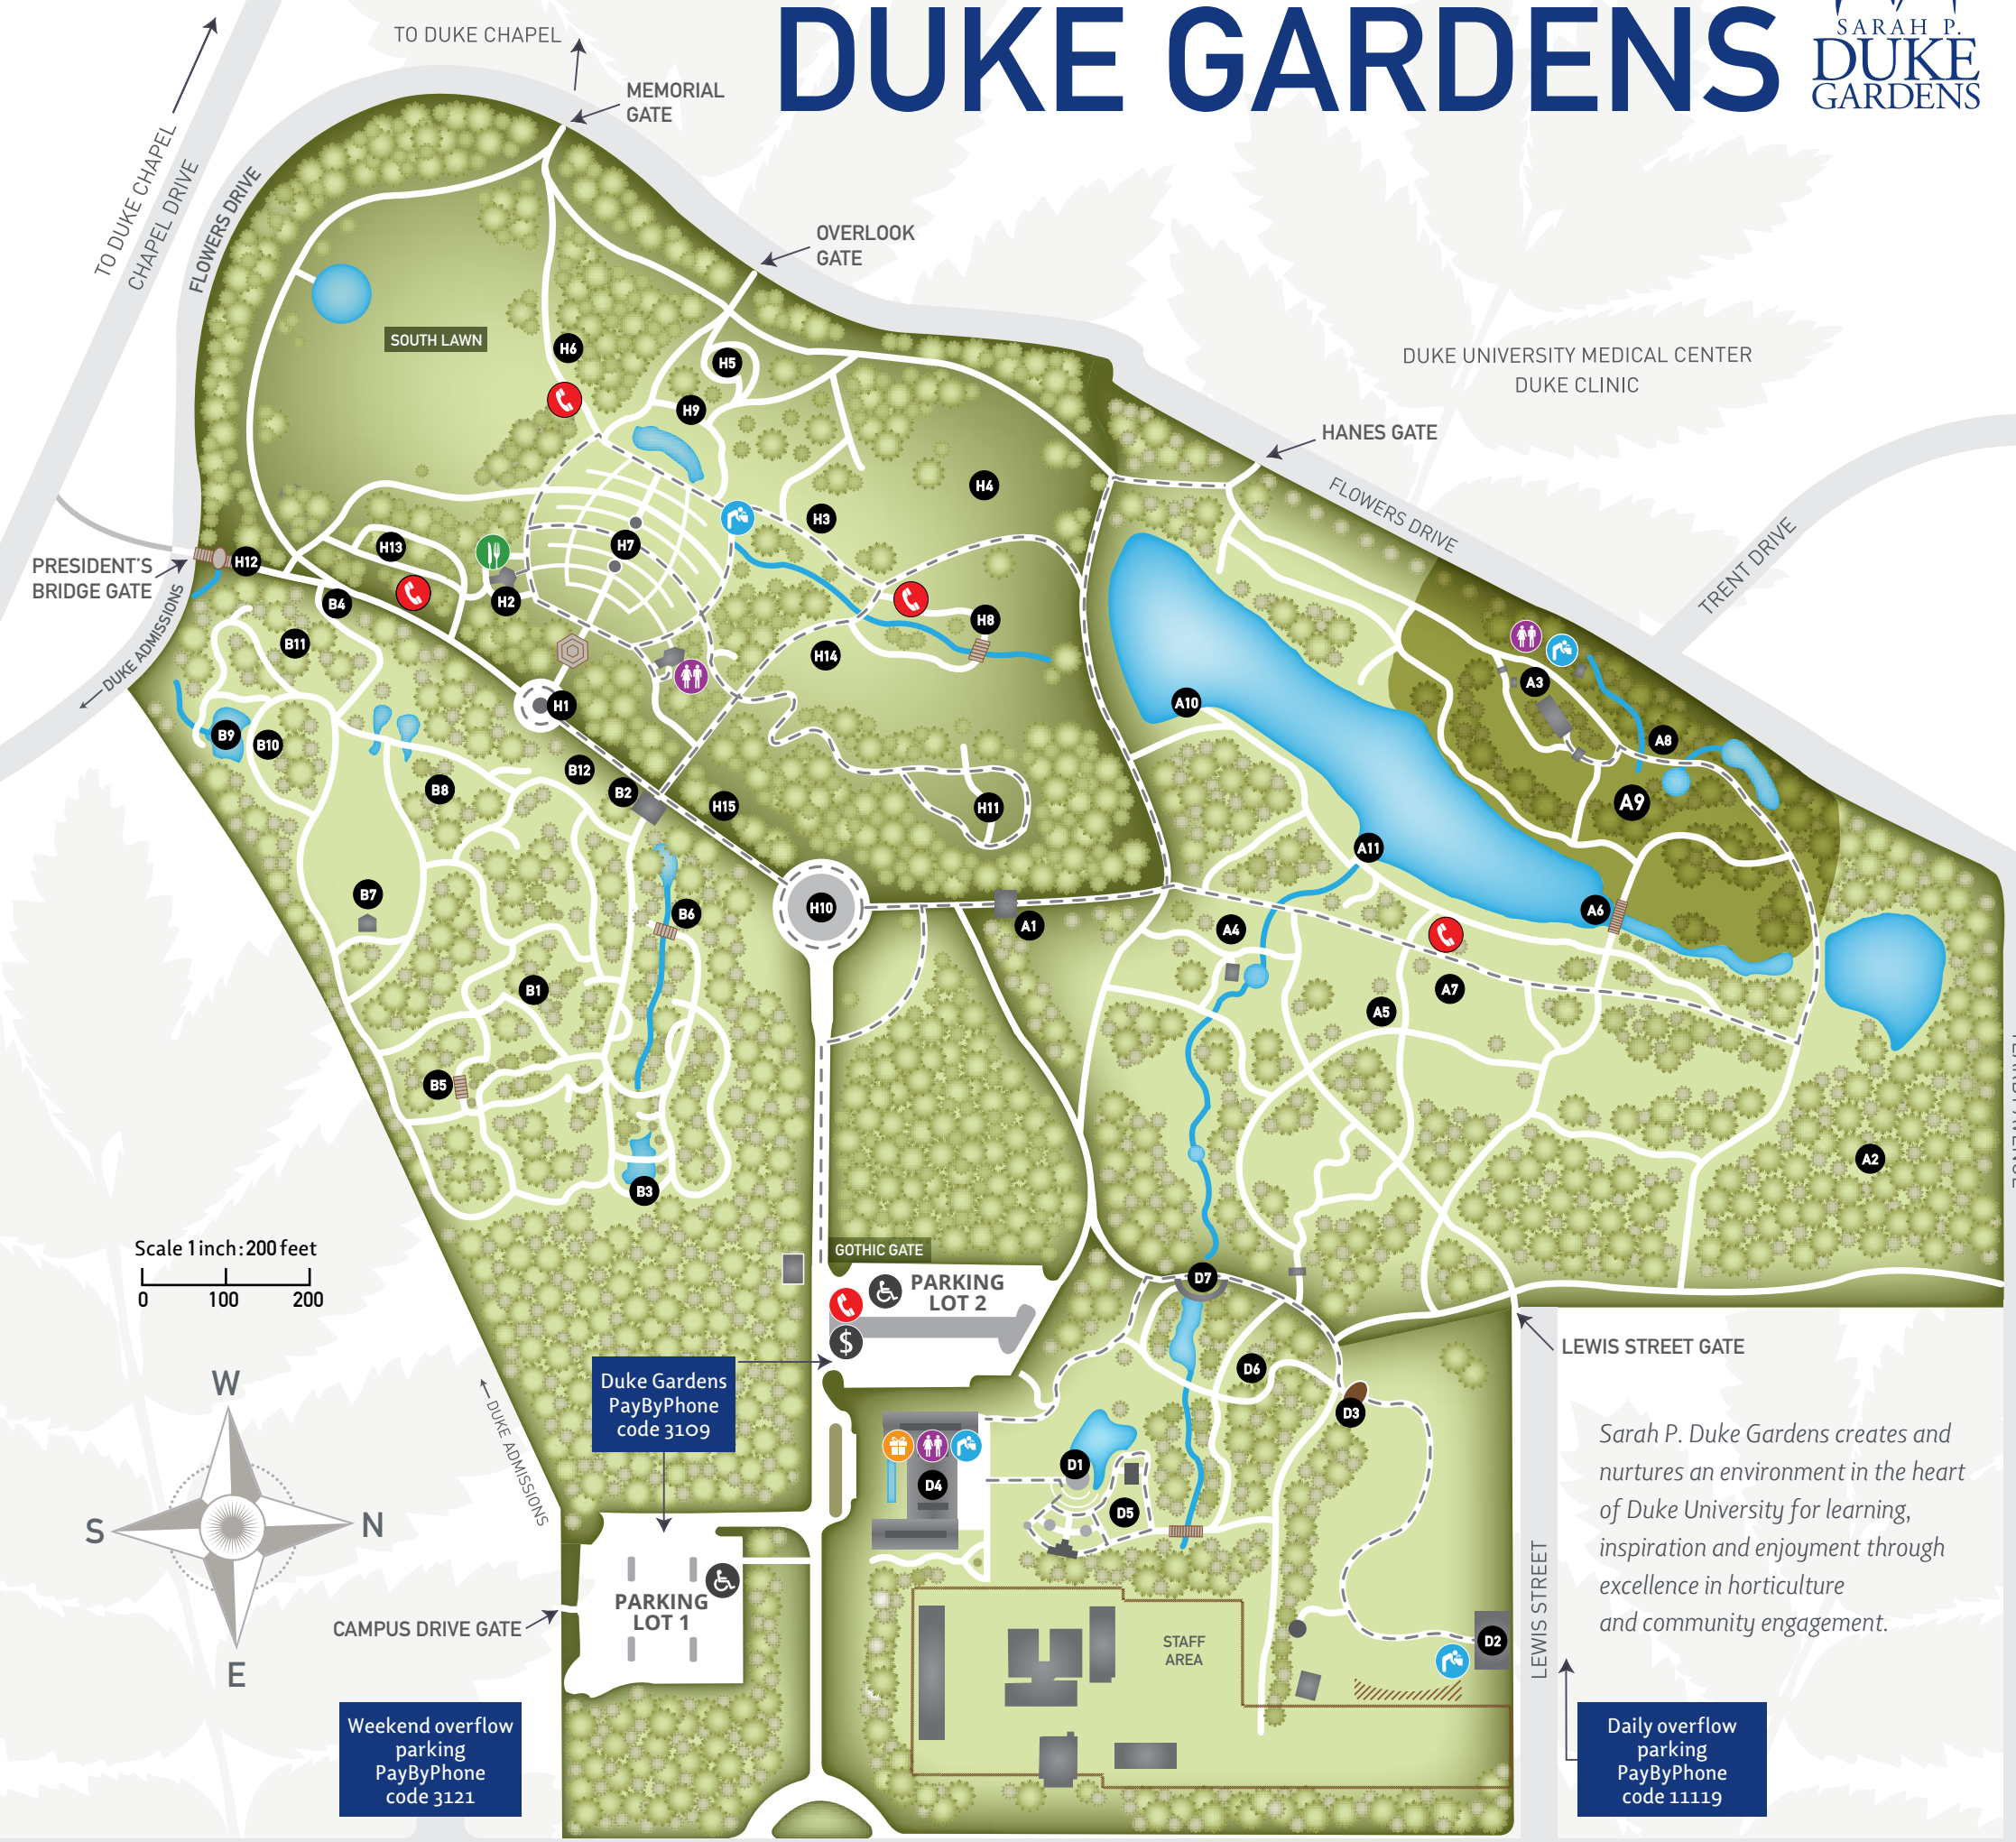 DUKE GARDENS
SARAH P.
DUKE
GARDENS
TO DUKE CHAPEL
MEMORIAL
GATE
TO DUKE CHAPEL
CHAPEL DRIVE
FLOWERS DRIVE
OVERLOOK
GATE
SOUTH LAWN
H6
H5
H9
DUKE UNIVERSITY MEDICAL CENTER
DUKE CLINIC
HANES GATE
FLOWERS DRIVE
TRENT DRIVE
H4
H3
H7
H13
H12
PRESIDENT'S
BRIDGE GATE
H2
B4
H8
B11
H14
DUKE ADMISSIONS
A3
A10
H1
B9
B10
A8
B12
B8
B2
H15
H11
A9
A11
B7
H10
B6
A6
A1
A4
B1
A7
A5
B5
A2
B3
Scale 1 inch : 200 feet
0 100 200
GOTHIC GATE
D7
PARKING
LOT 2
$
LEWIS STREET GATE
Duke Gardens
PayByPhone
code 3109
D6
D3
W
S
N
E
DUKE ADMISSIONS
D1
D4
D5
Sarah P. Duke Gardens creates and
nurtures an environment in the heart
of Duke University for learning,
inspiration and enjoyment through
excellence in horticulture
and community engagement.
PARKING
LOT 1
CAMPUS DRIVE GATE
STAFF
AREA
D2
LEWIS STREET
Weekend overflow
parking
PayByPhone
code 3121
Daily overflow
parking
PayByPhone
code 11119